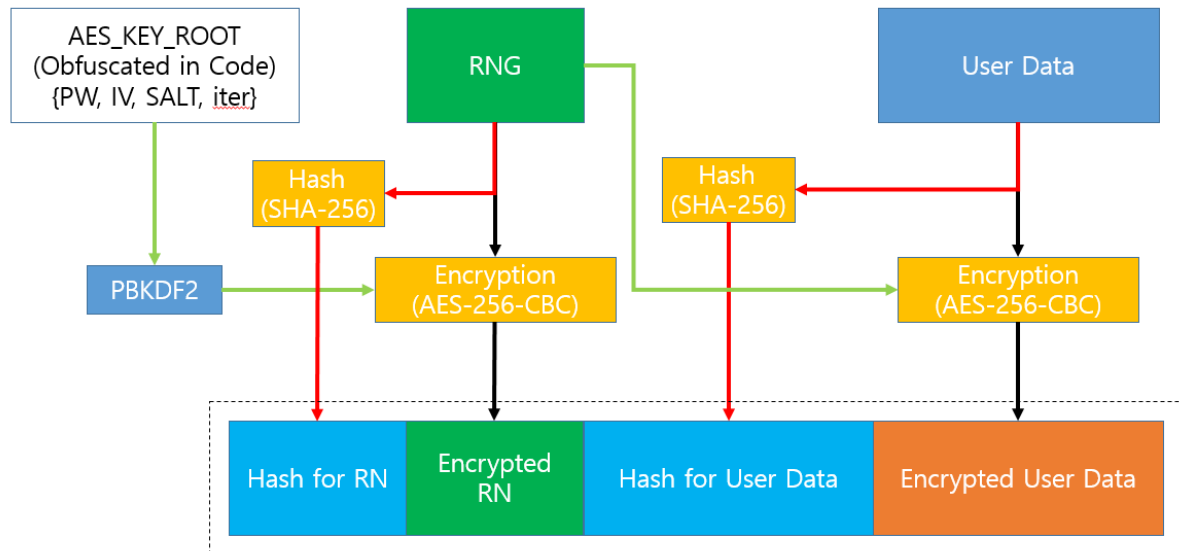 AES_KEY_ROOT
(Obfuscated in Code)
{PW, IV, SALT, iter}
RNG
User Data
Hash
(SHA-256)
Hash
(SHA-256)
PBKDF2
Encryption
(AES-256-CBC)
Encryption
(AES-256-CBC)
Hash for RN
Encrypted
RN
Hash for User Data
Encrypted User Data